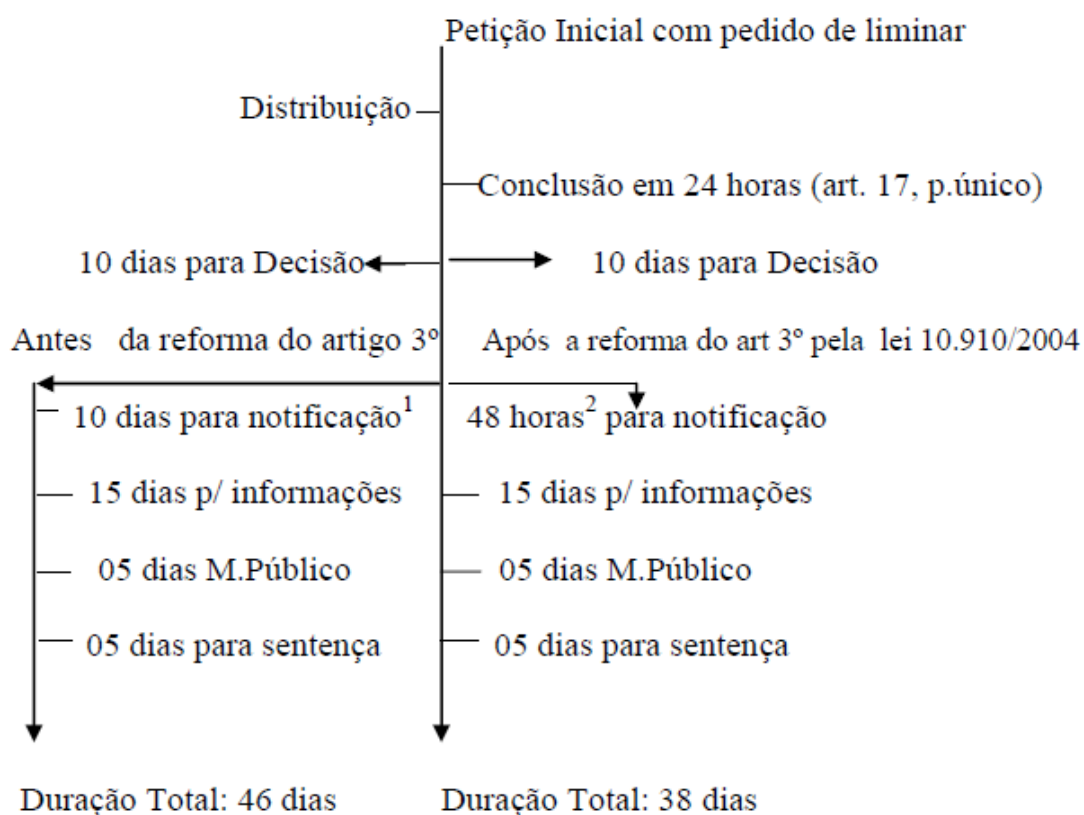 Petição Inicial com pedido de liminar
Distribuição
Conclusão em 24 horas (art. 17, p.único)
10 dias para Decisão 10 dias para Decisão
Antes da reforma do artigo 3º Após a reforma do art 3º pela lei 10.910/2004
10 dias para notificação¹ 48 horas² para notificação
15 dias p/ informações 15 dias p/ informações
05 dias M.Público 05 dias M.Público
05 dias para sentença 05 dias para sentença
Duração Total: 46 dias Duração Total: 38 dias